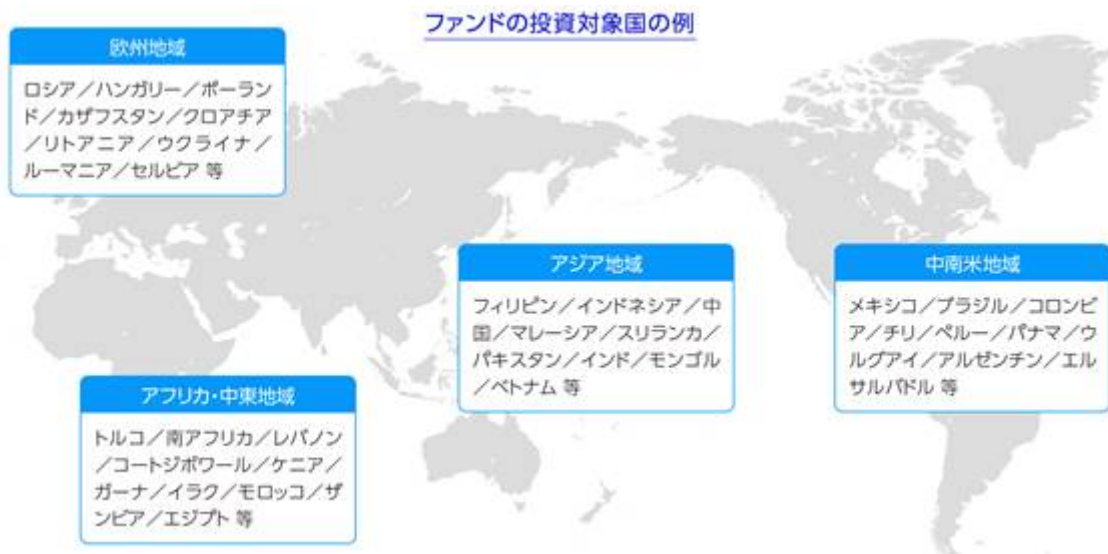 ファンドの投資対象国の例
欧州地域
ロシア／ハンガリー／ポーラン
ド／カザフスタン／クロアチア
／リトアニア／ウクライナ／
ルーマニア／セルビア 等
アジア地域
フィリピン／インドネシア／中
国／マレーシア／スリランカ／
パキスタン／インド／モンゴル
／ベトナム 等
中南米地域
メキシコ／ブラジル／コロンビ
ア／チリ／ペルー／パナマ／ウ
ルグアイ／アルゼンチン／エル
サルバドル 等
アフリカ・中東地域
トルコ／南アフリカ／レバノン
／コートジボワール／ケニア／
ガーナ／イラク／モロッコ／ザ
ンビア／エジプト 等